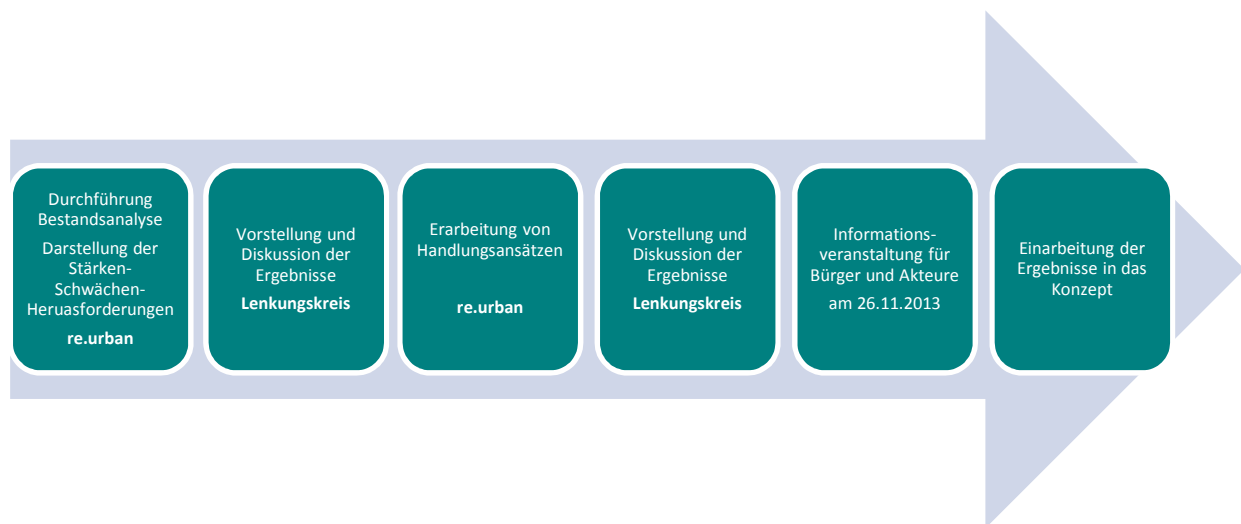 Durchführung
Bestandsanalyse
Darstellung der
Stärken-
Schwächen-
Heruasforderungen
re.urban
Vorstellung und
Diskussion der
Ergebnisse
Lenkungskreis
Erarbeitung von
Handlungsansätzen
re.urban
Vorstellung und
Diskussion der
Ergebnisse
Lenkungskreis
Informations-
veranstaltung für
Bürger und Akteure
am 26.11.2013
Einarbeitung der
Ergebnisse in das
Konzept